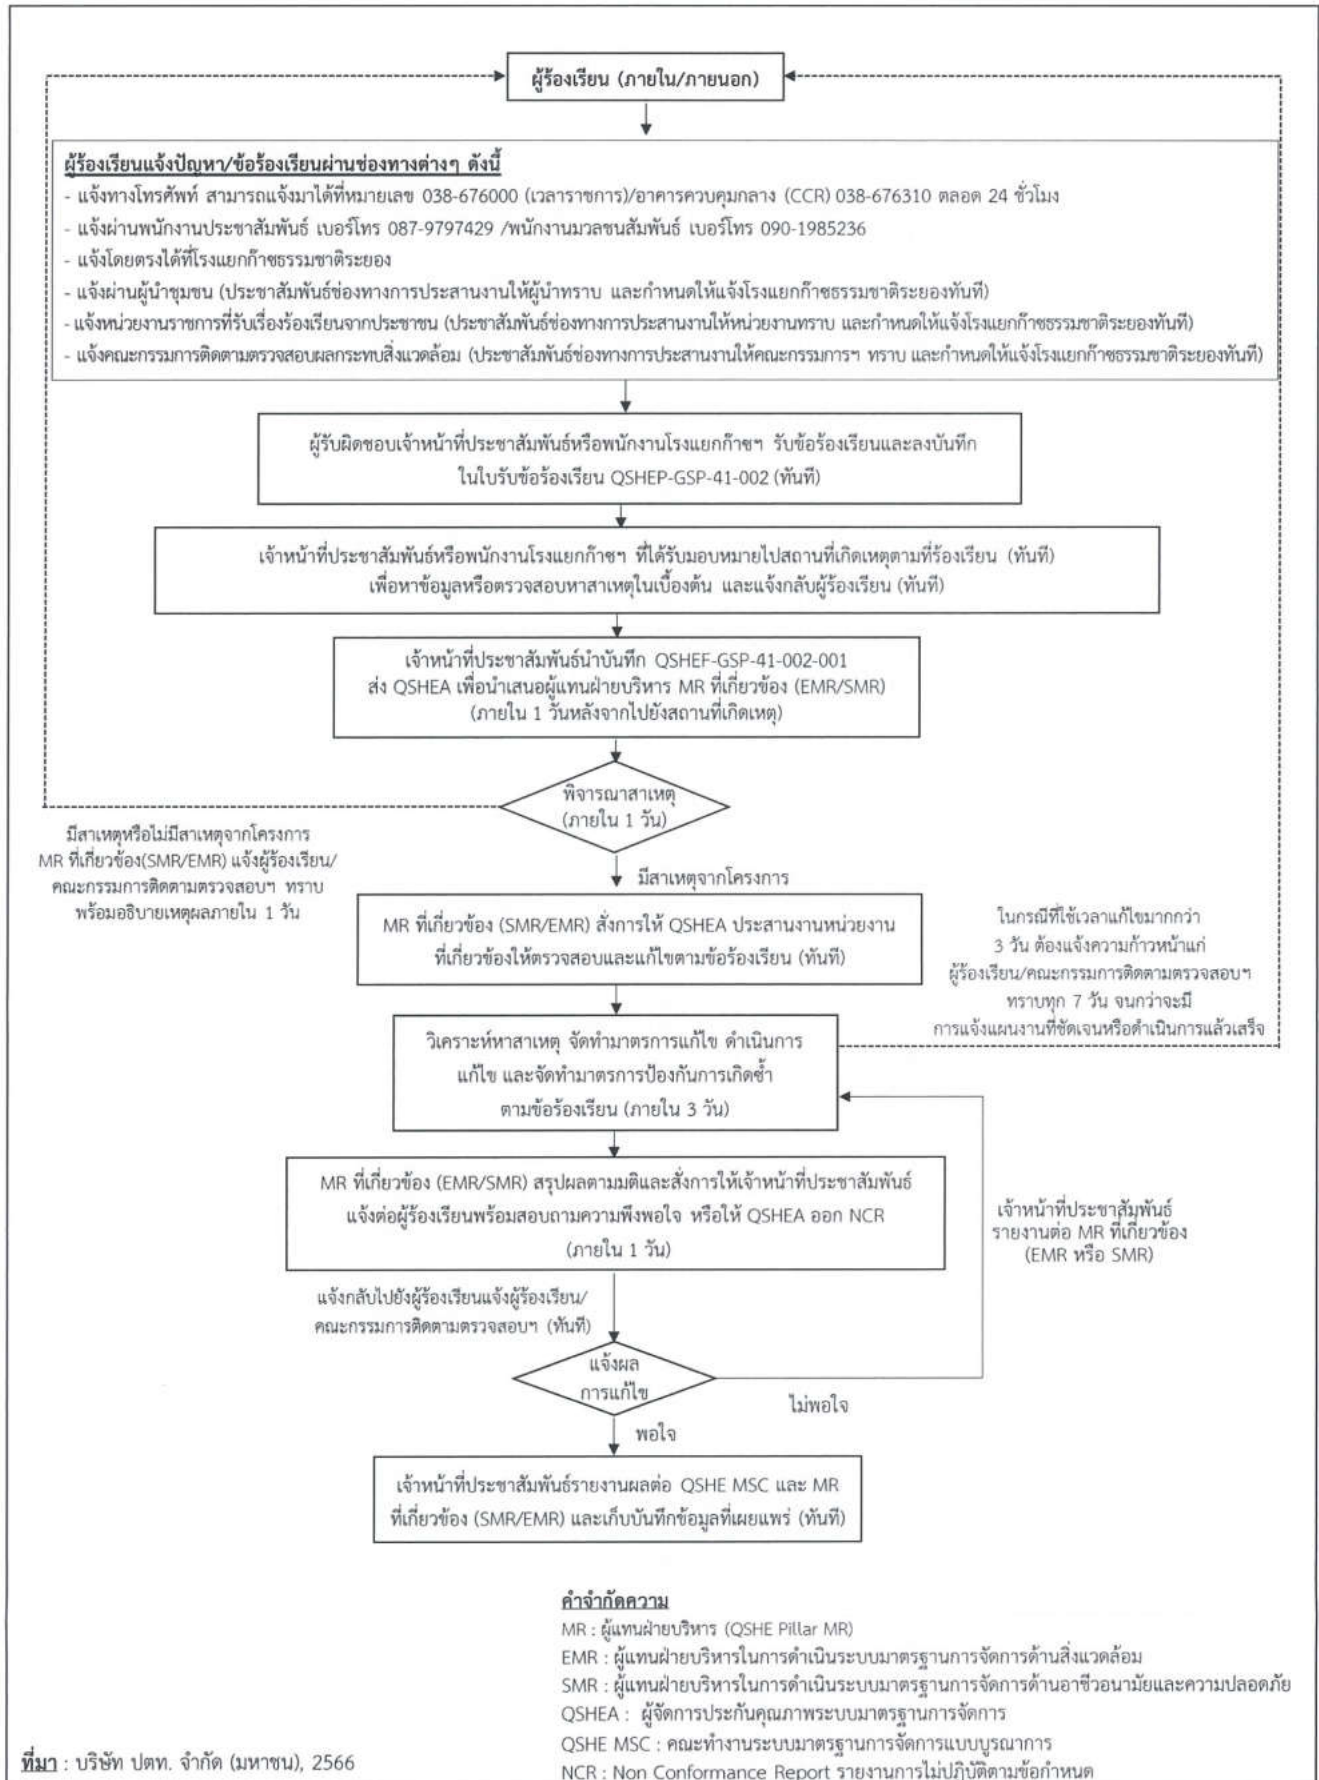 ผู้ร้องเรียน (ภายใน/ภายนอก)
ผู้ร้องเรียนแจ้งปัญหา/ข้อร้องเรียนผ่านช่องทางต่างๆ ดังนี้
- แจ้งทางโทรศัพท์ สามารถแจ้งมาได้ที่หมายเลข 038-676000 (เวลาราชการ)/อาคารควบคุมกลาง (CCR) 038-676310 ตลอด 24 ชั่วโมง
- แจ้งผ่านพนักงานประชาสัมพันธ์ เบอร์โทร 087-9797429 /พนักงานมวลชนสัมพันธ์ เบอร์โทร 090-1985236
- แจ้งโดยตรงได้ที่โรงแยกก๊าซธรรมชาติระยอง
- แจ้งผ่านผู้นำชุมชน (ประชาสัมพันธ์ช่องทางการประสานงานให้ผู้นำทราบ และกำหนดให้แจ้งโรงแยกก๊าซธรรมชาติระยองทันที)
- แจ้งหน่วยงานราชการที่รับเรื่องร้องเรียนจากประชาชน (ประชาสัมพันธ์ช่องทางการประสานงานให้หน่วยงานทราบ และกำหนดให้แจ้งโรงแยกก๊าซธรรมชาติระยองทันที)
- แจ้งคณะกรรมการติดตามตรวจสอบผลกระทบสิ่งแวดล้อม (ประชาสัมพันธ์ช่องทางการประสานงานให้คณะกรรมการฯ ทราบ และกำหนดให้แจ้งโรงแยกก๊าซธรรมชาติระยองทันที)
ผู้รับผิดชอบเจ้าหน้าที่ประชาสัมพันธ์หรือพนักงานโรงแยกก๊าซฯ รับข้อร้องเรียนและลงบันทึก
ในใบรับข้อร้องเรียน QSHEP-GSP-41-002 (ทันที)
เจ้าหน้าที่ประชาสัมพันธ์หรือพนักงานโรงแยกก๊าซฯ ที่ได้รับมอบหมายไปสถานที่เกิดเหตุตามที่ร้องเรียน (ทันที)
เพื่อหาข้อมูลหรือตรวจสอบหาสาเหตุในเบื้องต้น และแจ้งกลับผู้ร้องเรียน (ทันที)
เจ้าหน้าที่ประชาสัมพันธ์นำบันทึก QSHEF-GSP-41-002-001
ส่ง QSHEA เพื่อนำเสนอผู้แทนฝ่ายบริหาร MR ที่เกี่ยวข้อง (EMR/SMR)
(ภายใน 1 วันหลังจากไปยังสถานที่เกิดเหตุ)
พิจารณาสาเหตุ
(ภายใน 1 วัน)
มีสาเหตุหรือไม่มีสาเหตุจากโครงการ
MR ที่เกี่ยวข้อง(SMR/EMR) แจ้งผู้ร้องเรียน/
คณะกรรมการติดตามตรวจสอบฯ ทราบ
พร้อมอธิบายเหตุผลภายใน 1 วัน
มีสาเหตุจากโครงการ
MR ที่เกี่ยวข้อง (SMR/EMR) สั่งการให้ QSHEA ประสานงานหน่วยงาน
ที่เกี่ยวข้องให้ตรวจสอบและแก้ไขตามข้อร้องเรียน (ทันที)
ในกรณีที่ใช้เวลาแก้ไขมากกว่า
3 วัน ต้องแจ้งความก้าวหน้าแก่
ผู้ร้องเรียน/คณะกรรมการติดตามตรวจสอบฯ
ทราบทุก 7 วัน จนกว่าจะมี
การแจ้งแผนงานที่ชัดเจนหรือดำเนินการแล้วเสร็จ
วิเคราะห์หาสาเหตุ จัดทำมาตรการแก้ไข ดำเนินการ
แก้ไข และจัดทำมาตรการป้องกันการเกิดซ้ำ
ตามข้อร้องเรียน (ภายใน 3 วัน)
MR ที่เกี่ยวข้อง (EMR/SMR) สรุปผลตามมติและสั่งการให้เจ้าหน้าที่ประชาสัมพันธ์
แจ้งต่อผู้ร้องเรียนพร้อมสอบถามความพึงพอใจ หรือให้ QSHEA ออก NCR
(ภายใน 1 วัน)
เจ้าหน้าที่ประชาสัมพันธ์
รายงานต่อ MR ที่เกี่ยวข้อง
(EMR หรือ SMR)
แจ้งกลับไปยังผู้ร้องเรียนแจ้งผู้ร้องเรียน/
คณะกรรมการติดตามตรวจสอบฯ (ทันที)
แจ้งผล
การแก้ไข
ไม่พอใจ
พอใจ
เจ้าหน้าที่ประชาสัมพันธ์รายงานผลต่อ QSHE MSC และ MR
ที่เกี่ยวข้อง (SMR/EMR) และเก็บบันทึกข้อมูลที่เผยแพร่ (ทันที)
คำจำกัดความ
MR : ผู้แทนฝ่ายบริหาร (QSHE Pillar MR)
EMR : ผู้แทนฝ่ายบริหารในการดำเนินระบบมาตรฐานการจัดการด้านสิ่งแวดล้อม
SMR : ผู้แทนฝ่ายบริหารในการดำเนินระบบมาตรฐานการจัดการด้านอาชีวอนามัยและความปลอดภัย
QSHEA : ผู้จัดการประกันคุณภาพระบบมาตรฐานการจัดการ
QSHE MSC : คณะทำงานระบบมาตรฐานการจัดการแบบบูรณาการ
NCR : Non Conformance Report รายงานการไม่ปฏิบัติตามข้อกำหนด
ที่มา : บริษัท ปตท. จำกัด (มหาชน), 2566